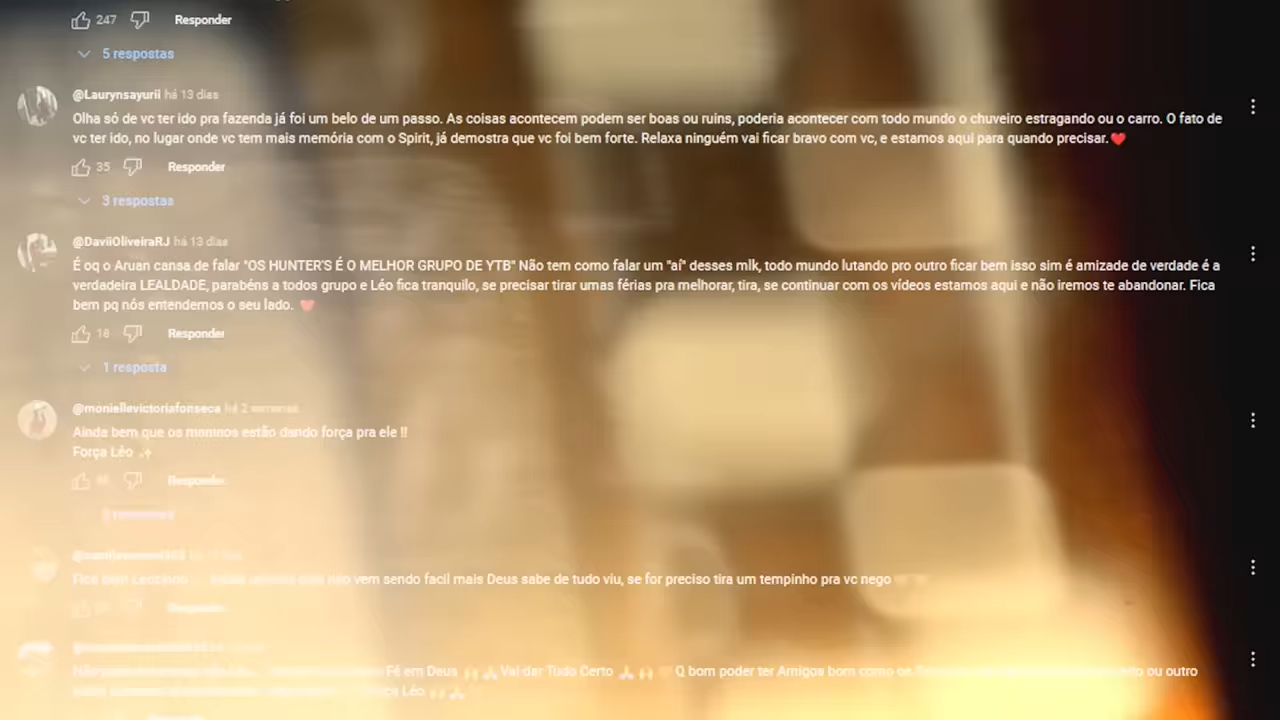 247 Responder
5 respostas
@Laurynsayurii há 13 dias
Olha só de vc ter ido pra fazenda já foi um belo de um passo. As coisas acontecem podem ser boas ou ruins, poderia acontecer com todo mundo o chuveiro estragando ou o carro. O fato de
vc ter ido, no lugar onde vc tem mais memória com o Spirit, já demostra que vc foi bem forte. Relaxa ninguém vai ficar bravo com vc, e estamos aqui para quando precisar.❤️
35 Responder
3 respostas
@DaviiOliveiraRJ há 13 dias
É oq o Aruan cansa de falar "OS HUNTER'S É O MELHOR GRUPO DE YTB" Não tem como falar um "aí" desses mlk, todo mundo lutando pro outro ficar bem isso sim é amizade de verdade é a
verdadeira LEALDADE, parabéns a todos grupo e Léo fica tranquilo, se precisar tirar umas férias pra melhorar, tira, se continuar com os vídeos estamos aqui e não iremos te abandonar. Fica
bem pq nós entendemos o seu lado. ❤️
18 Responder
1 resposta
@moniellevictoriafonseca há 2 semanas
Ainda bem que os meninos estão dando força pra ele !!
Força Léo ✨
Responder
respostas
não vem sendo facil mais Deus sabe de tudo viu, se for preciso tira um tempinho pra vc nego
Responder
Fé em Deus 🙌🙏Vai dar Tudo Certo 🙏🙌 Q bom poder ter Amigos bom como os ou outro
Léo 🙌🙏